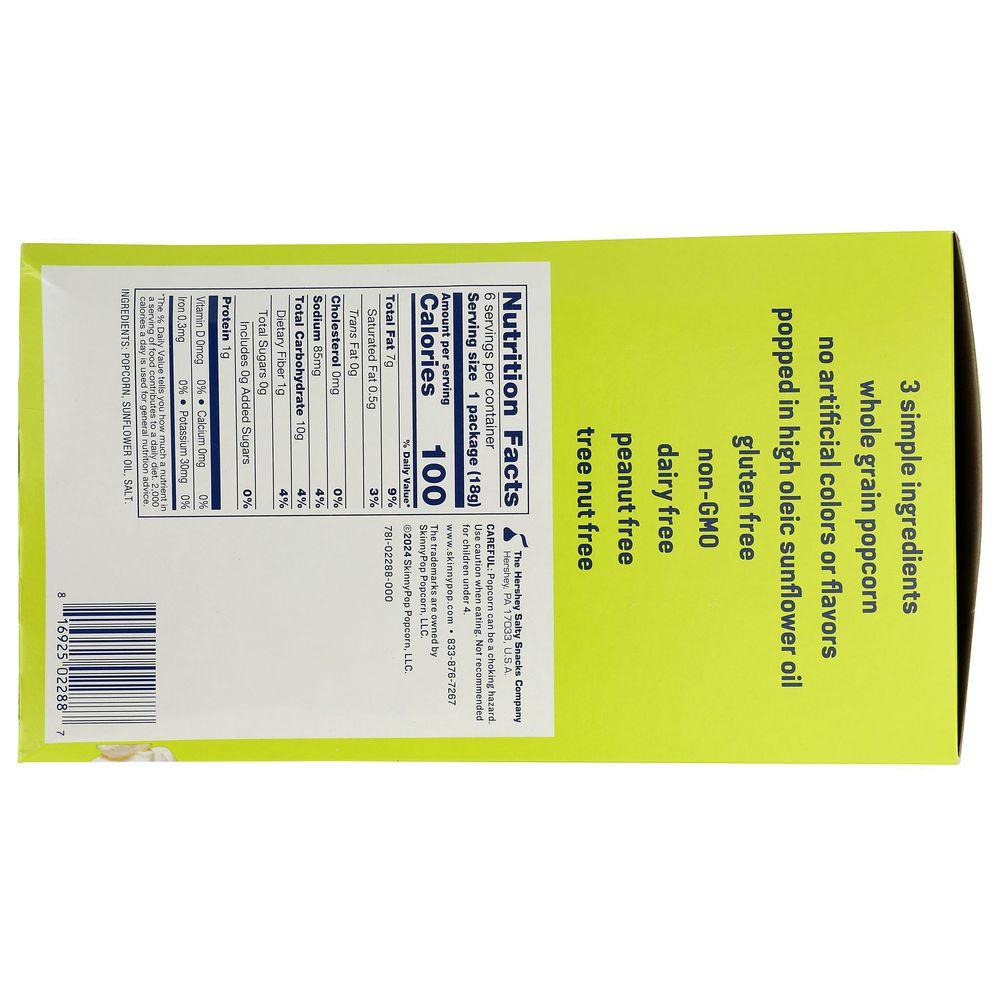 3 simple ingredients
whole grain popcorn
no artificial colors or flavors
popped in high oleic sunflower oil
gluten free
non-GMO
dairy free
peanut free
tree nut free
Nutrition Facts
6 servings per container
Serving size 1 package (18g)
Amount per serving
Calories 100
% Daily Value*
Total Fat 7g 9%
Saturated Fat 0.5g 3%
Trans Fat 0g
Cholesterol 0mg 0%
Sodium 85mg 4%
Total Carbohydrate 10g 4%
Dietary Fiber 1g 4%
Total Sugars 0g
Includes 0g Added Sugars 0%
Protein 1g
Vitamin D 0mcg 0% • Calcium 0mg 0%
Iron 0.3mg 0% • Potassium 30mg 0%
*The % Daily Value tells you how much a nutrient in
a serving of food contributes to a daily diet. 2,000
calories a day is used for general nutrition advice.
INGREDIENTS: POPCORN, SUNFLOWER OIL, SALT.
The Hershey Salty Snacks Company
Hershey, PA 17033, U.S.A.
CAREFUL: Popcorn can be a choking hazard.
Use caution when eating. Not recommended
for children under 4.
www.skinnypop.com • 833-876-7267
The trademarks are owned by
SkinnyPop Popcorn, LLC.
©2024 SkinnyPop Popcorn, LLC.
78I-02288-000
8 16925 02288 7